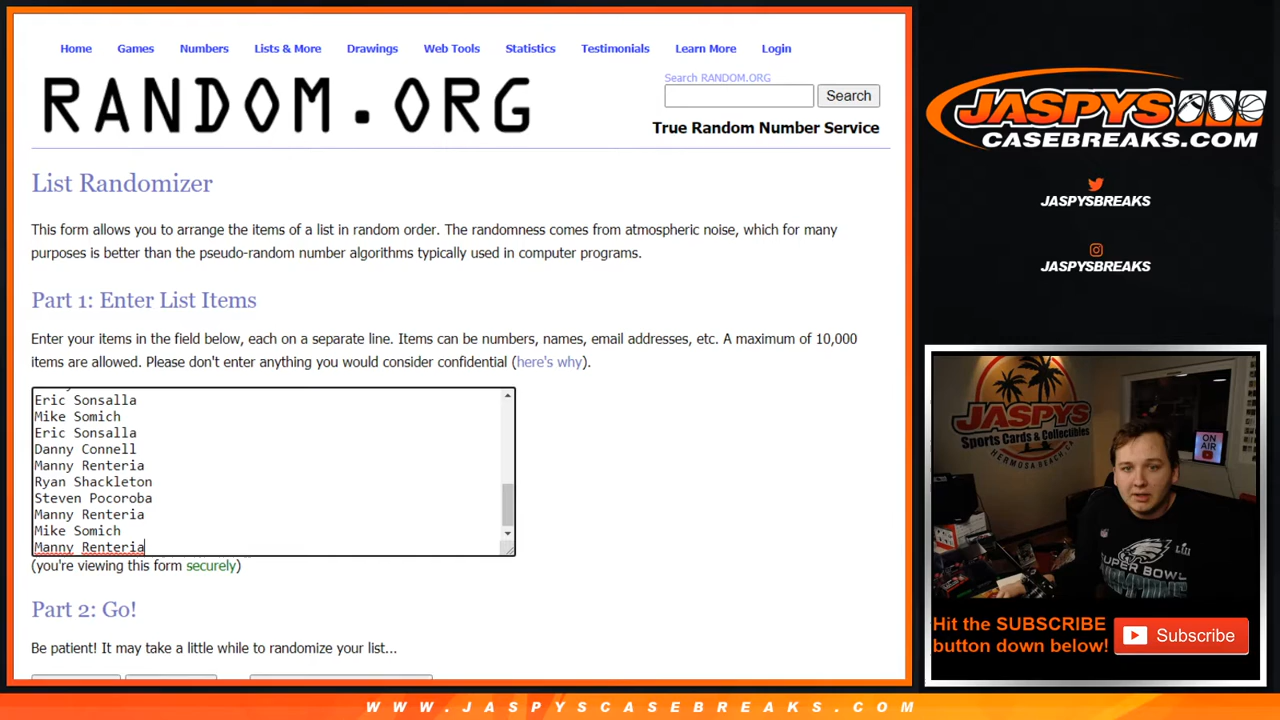 Home Games Numbers Lists & More Drawings Web Tools Statistics Testimonials Learn More Login
RANDOM.ORG
Search RANDOM.ORG
Search
True Random Number Service
List Randomizer
This form allows you to arrange the items of a list in random order. The randomness comes from atmospheric noise, which for many
purposes is better than the pseudo-random number algorithms typically used in computer programs.
Part 1: Enter List Items
Enter your items in the field below, each on a separate line. Items can be numbers, names, email addresses, etc. A maximum of 10,000
items are allowed. Please don't enter anything you would consider confidential (here's why).
Eric Sonsalla
Mike Somich
Eric Sonsalla
Danny Connell
Manny Renteria
Ryan Shackleton
Steven Pocoroba
Manny Renteria
Mike Somich
Manny Renteria
(you're viewing this form securely)
Part 2: Go!
Be patient! It may take a little while to randomize your list...
JASPYS
CASEBREAKS.COM
JASPYSBREAKS
JASPYSBREAKS
JASPYS
Sports Cards & Collectibles
HERMOSA BEACH, CA
ON
AIR
LII
SUPER BOWL
CHAMPIONS
Hit the SUBSCRIBE
button down below!
Subscribe
WWW.JASPYSCASEBREAKS.COM